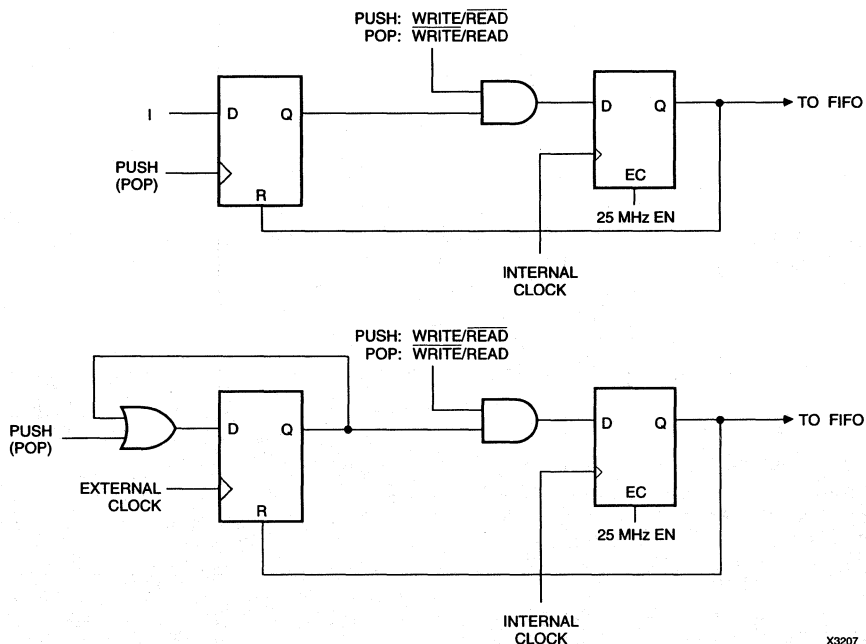 PUSH: WRITE/READ
POP: WRITE/READ
D Q
D Q
TO FIFO
I
PUSH
(POP)
R
EC
25 MHz EN
INTERNAL
CLOCK
PUSH: WRITE/READ
POP: WRITE/READ
PUSH
(POP)
D Q
D Q
TO FIFO
EXTERNAL
CLOCK
R
EC
25 MHz EN
INTERNAL
CLOCK
X3207